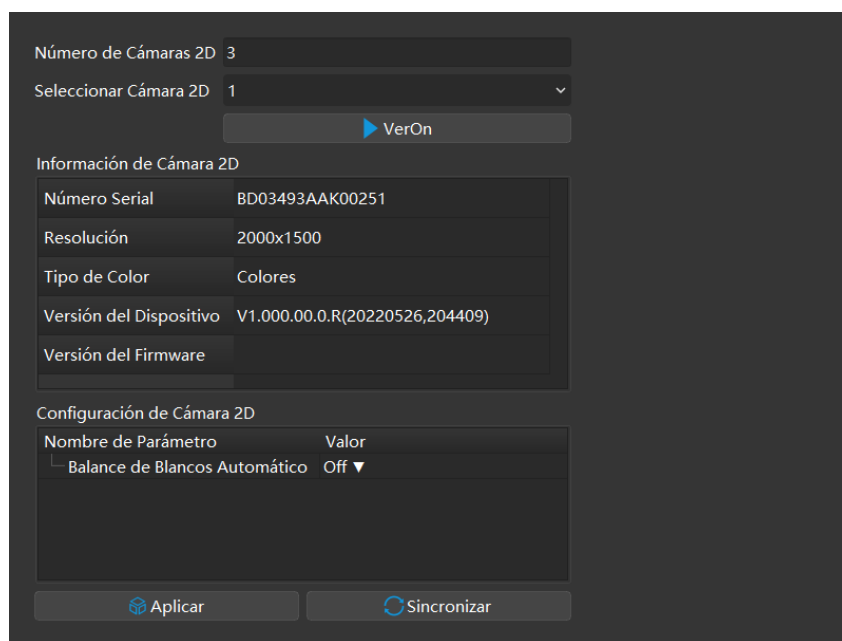 Número de Cámaras 2D 3
Seleccionar Cámara 2D 1
VerOn
Información de Cámara 2D
Número Serial BD03493AAK00251
Resolución 2000x1500
Tipo de Color Colores
Versión del Dispositivo V1.000.00.0.R(20220526,204409)
Versión del Firmware
Configuración de Cámara 2D
Nombre de Parámetro Valor
Balance de Blancos Automático Off ▼
Aplicar Sincronizar